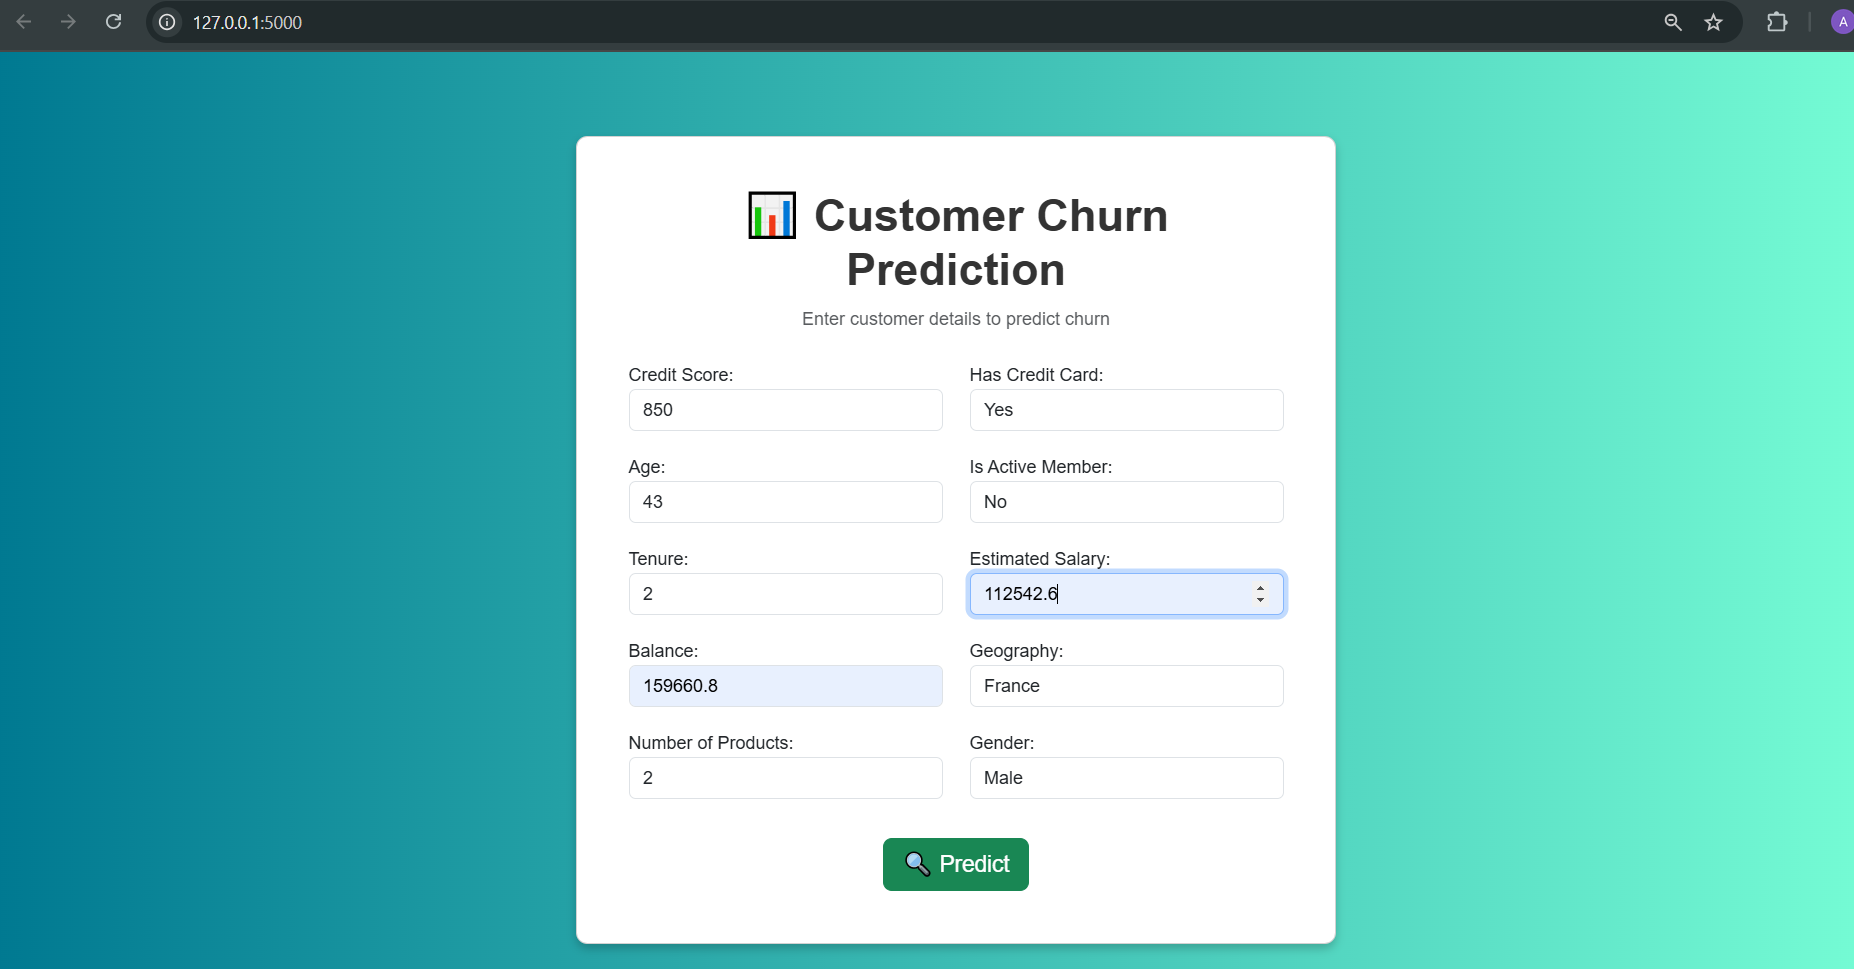 127.0.0.1:5000
A
Customer Churn
Prediction
Enter customer details to predict churn
Credit Score:
850
Has Credit Card:
Yes
Age:
43
Is Active Member:
No
Tenure:
2
Estimated Salary:
112542.6
Balance:
159660.8
Geography:
France
Number of Products:
2
Gender:
Male
Predict